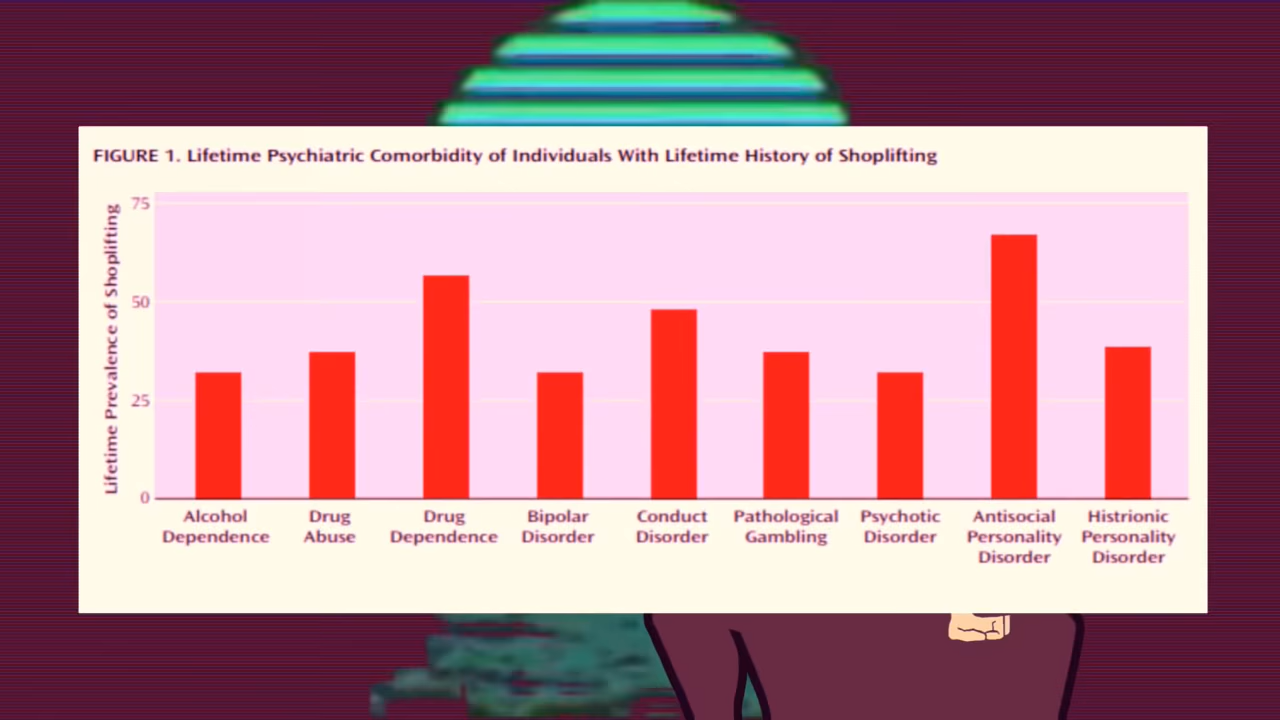 FIGURE 1. Lifetime Psychiatric Comorbidity of Individuals With Lifetime History of Shoplifting
Lifetime Prevalence of Shoplifting
75
50
25
0
Alcohol Dependence
Drug Abuse
Drug Dependence
Bipolar Disorder
Conduct Disorder
Pathological Gambling
Psychotic Disorder
Antisocial Personality Disorder
Histrionic Personality Disorder